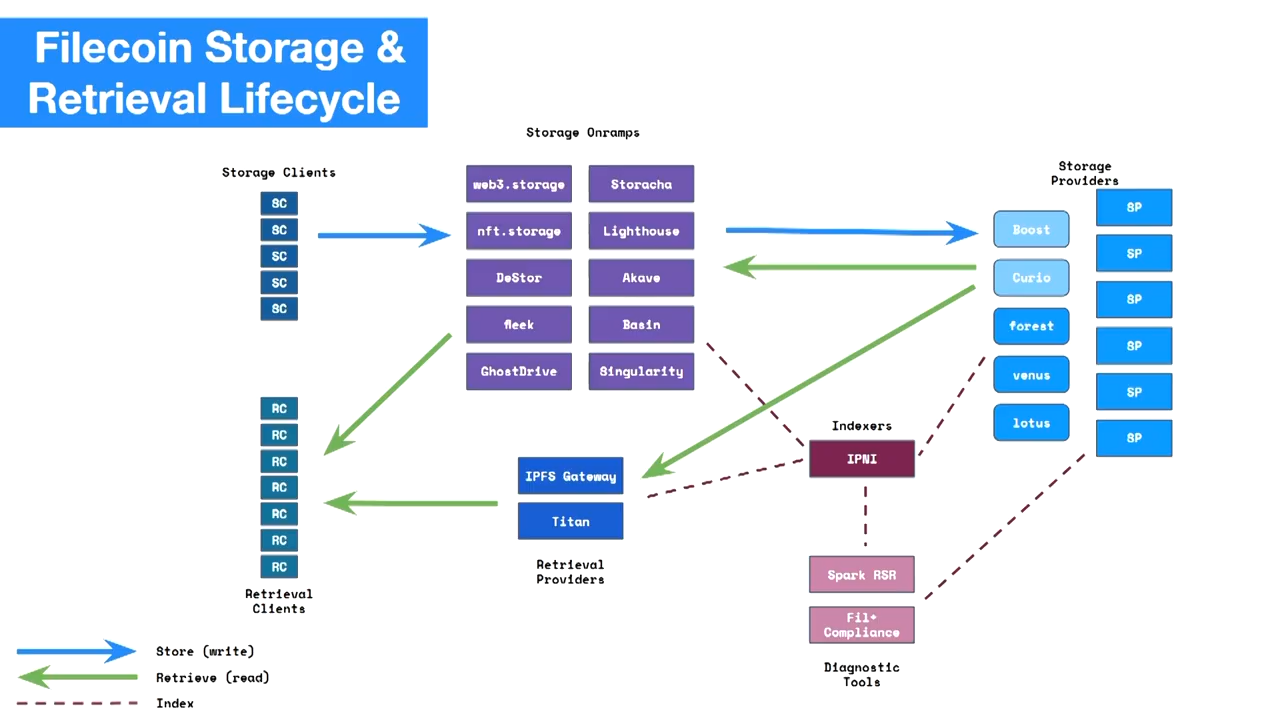 Filecoin Storage &
Retrieval Lifecycle
Storage Onramps
Storage Clients
SC
SC
SC
SC
SC
web3.storage
Storacha
nft.storage
Lighthouse
DeStor
Akave
fleek
Basin
GhostDrive
Singularity
Storage
Providers
Boost
Curio
forest
venus
lotus
SP
SP
SP
SP
SP
SP
RC
RC
RC
RC
RC
RC
RC
Retrieval
Clients
IPFS Gateway
Titan
Retrieval
Providers
Indexers
IPNI
Spark RSR
Fil+
Compliance
Diagnostic
Tools
Store (write)
Retrieve (read)
Index